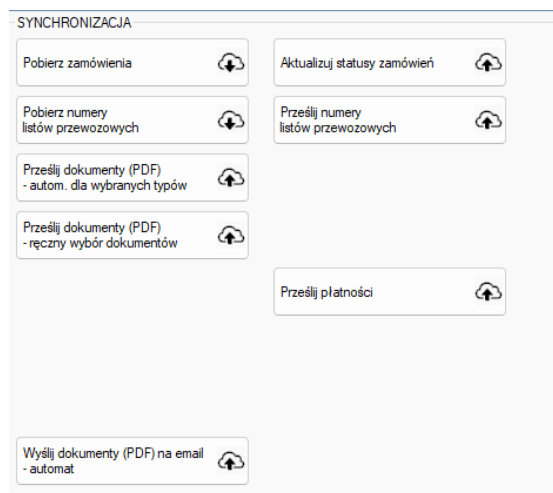 SYNCHRONIZACJA
Pobierz zamówienia
Aktualizuj statusy zamówień
Pobierz numery
listów przewozowych
Prześlij numery
listów przewozowych
Prześlij dokumenty (PDF)
- autom. dla wybranych typów
Prześlij dokumenty (PDF)
- ręczny wybór dokumentów
Prześlij płatności
Wyślij dokumenty (PDF) na email
- automat